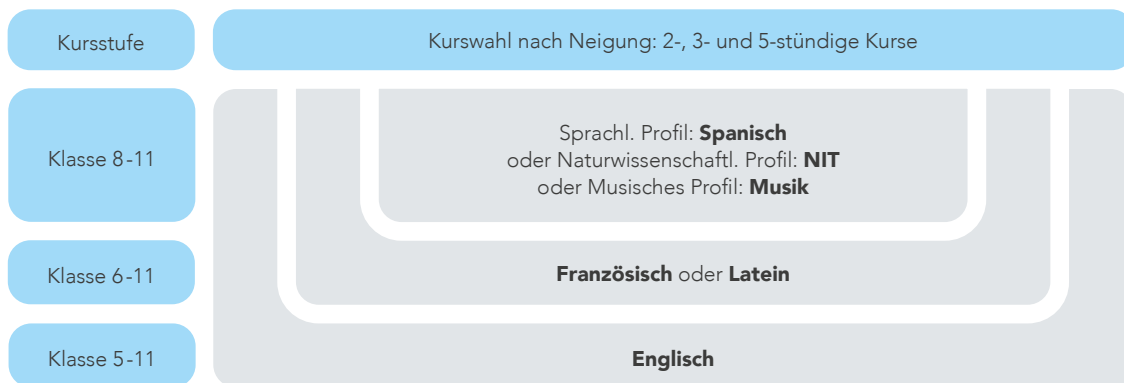 Kursstufe
Kurswahl nach Neigung: 2-, 3- und 5-stündige Kurse
Klasse 8-11
Sprachl. Profil: Spanisch
oder Naturwissenschaftl. Profil: NIT
oder Musisches Profil: Musik
Klasse 6-11
Französisch oder Latein
Klasse 5-11
Englisch